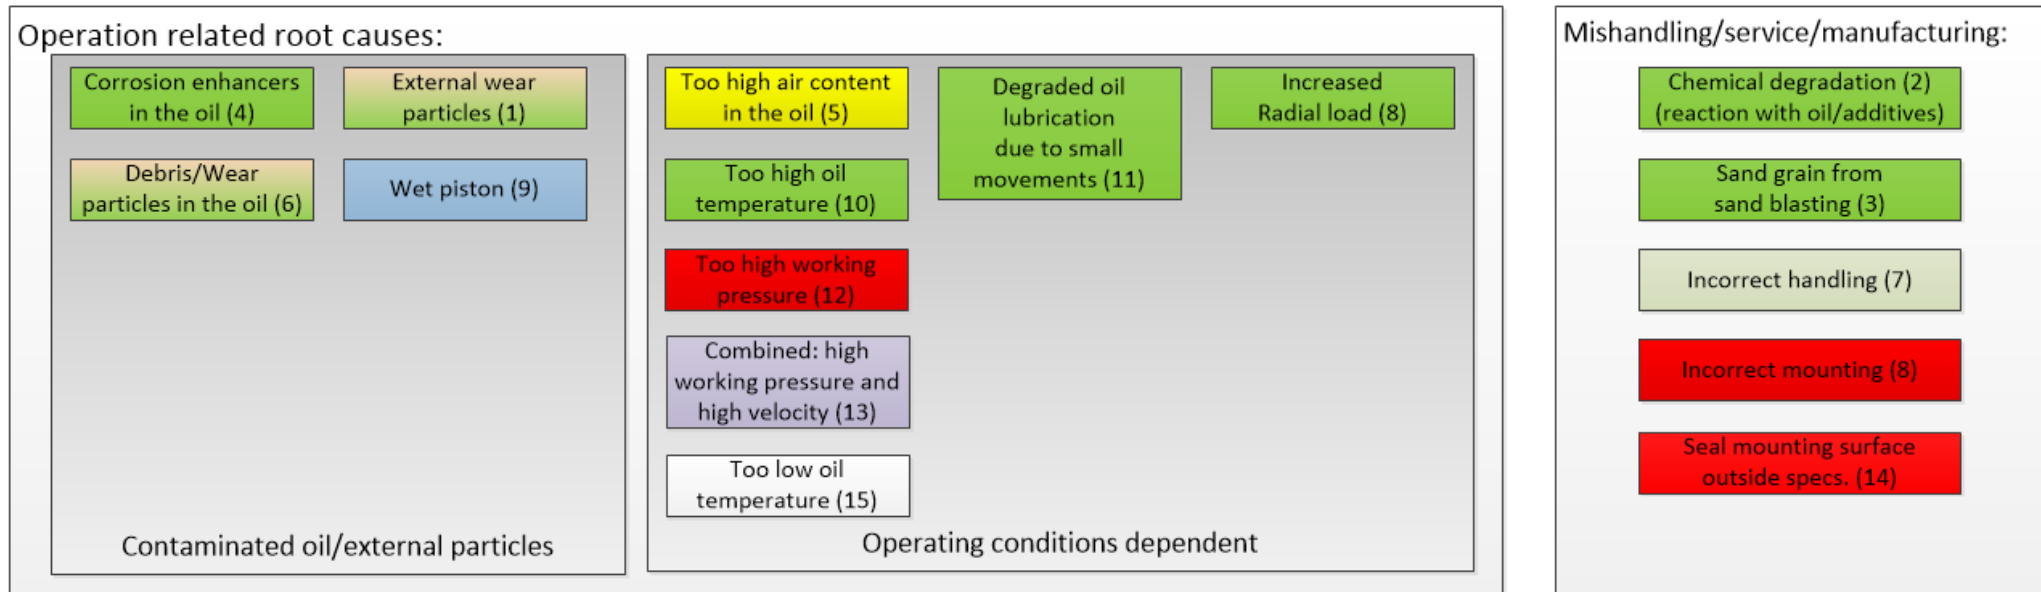 Operation related root causes:
Corrosion enhancers
in the oil (4)
External wear
particles (1)
Debris/Wear
particles in the oil (6)
Wet piston (9)
Contaminated oil/external particles
Too high air content
in the oil (5)
Too high oil
temperature (10)
Too high working
pressure (12)
Combined: high
working pressure and
high velocity (13)
Too low oil
temperature (15)
Degraded oil
lubrication
due to small
movements (11)
Increased
Radial load (8)
Operating conditions dependent
Mishandling/service/manufacturing:
Chemical degradation (2)
(reaction with oil/additives)
Sand grain from
sand blasting (3)
Incorrect handling (7)
Incorrect mounting (8)
Seal mounting surface
outside specs. (14)